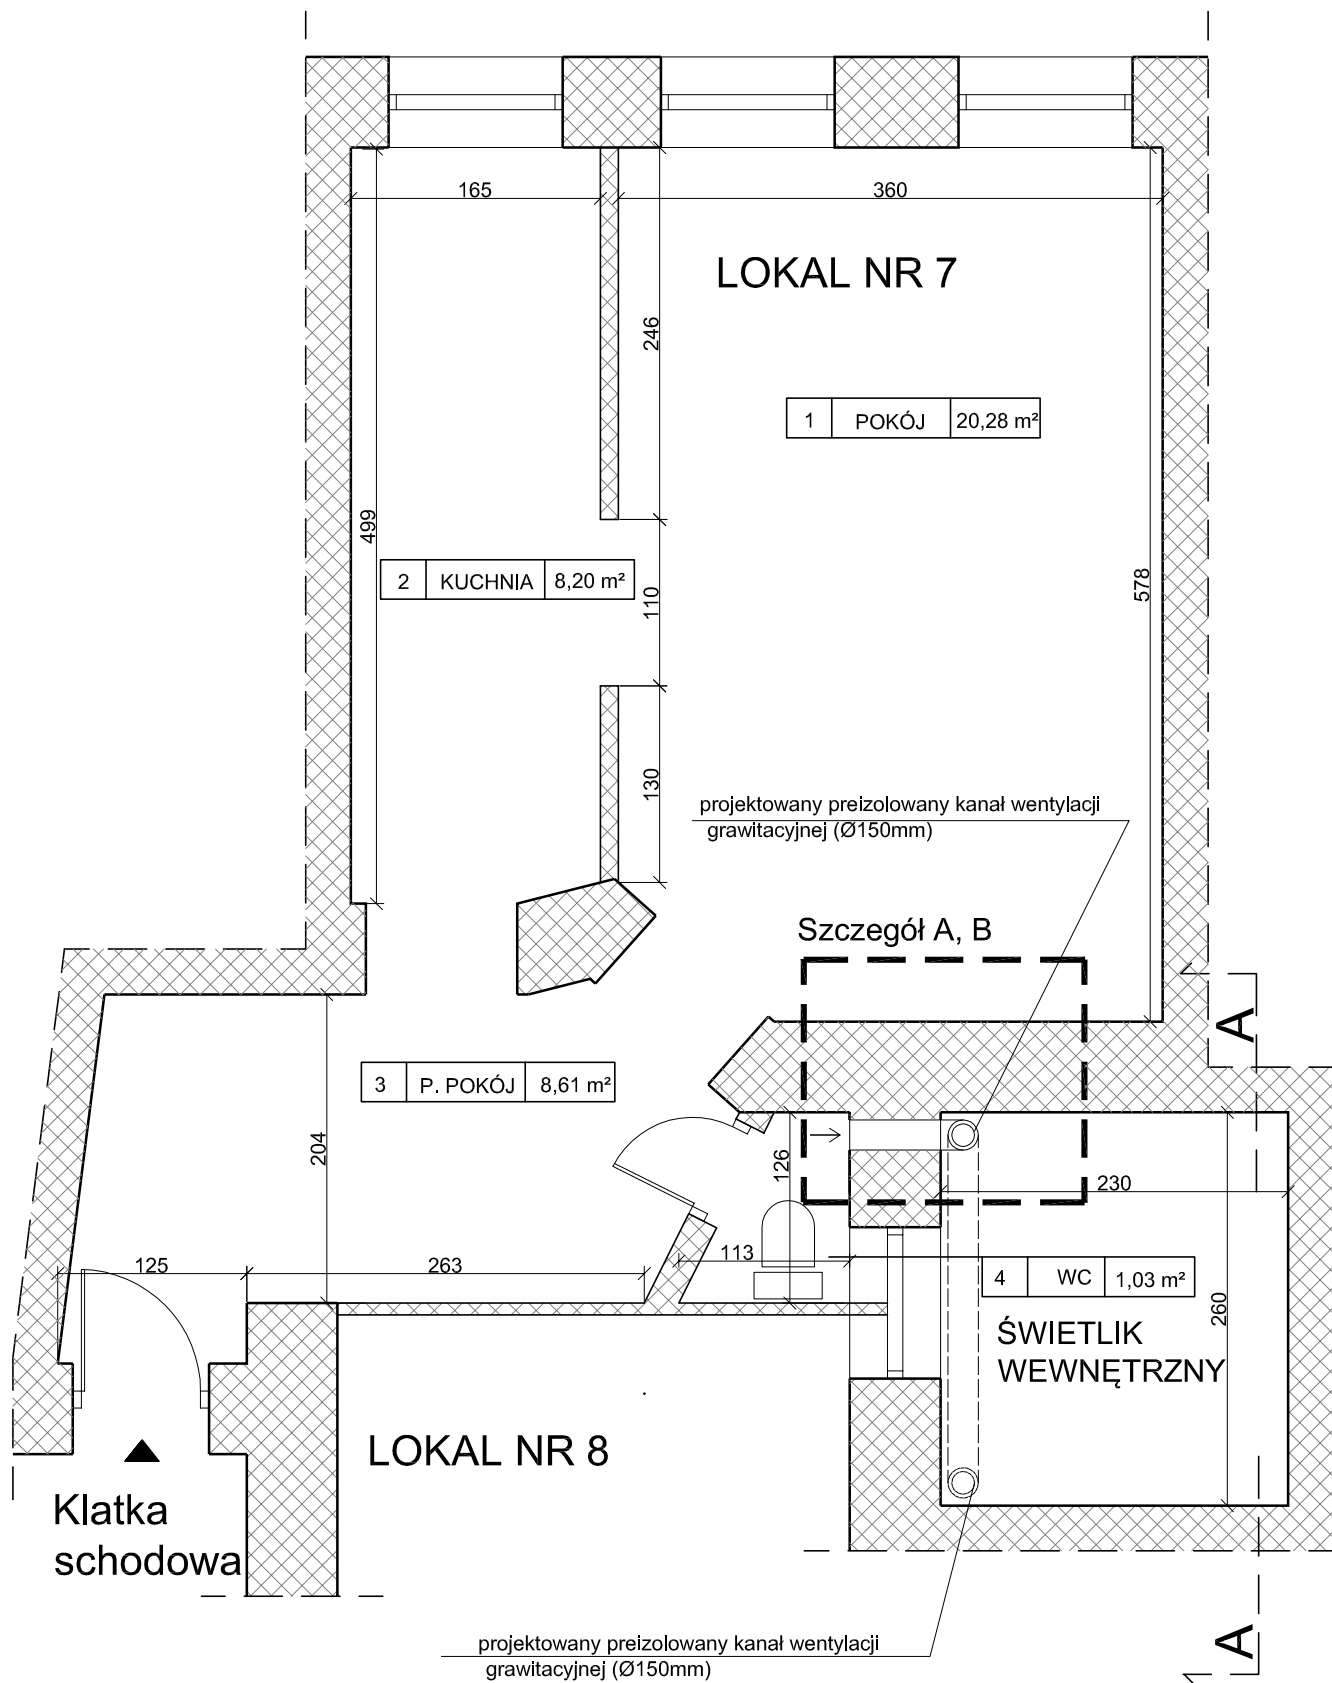 165
360
LOKAL NR 7
246
1 POKÓJ 20,28 m²
499
2 KUCHNIA 8,20 m²
110
578
130
projektowany preizolowany kanał wentylacji
grawitacyjnej (Ø150mm)
Szczegół A, B
A
3 P. POKÓJ 8,61 m²
204
126
230
125
263
113
4 WC 1,03 m²
260
ŚWIETLIK
WEWNĘTRZNY
LOKAL NR 8
Klatka
schodowa
projektowany preizolowany kanał wentylacji
grawitacyjnej (Ø150mm)
A